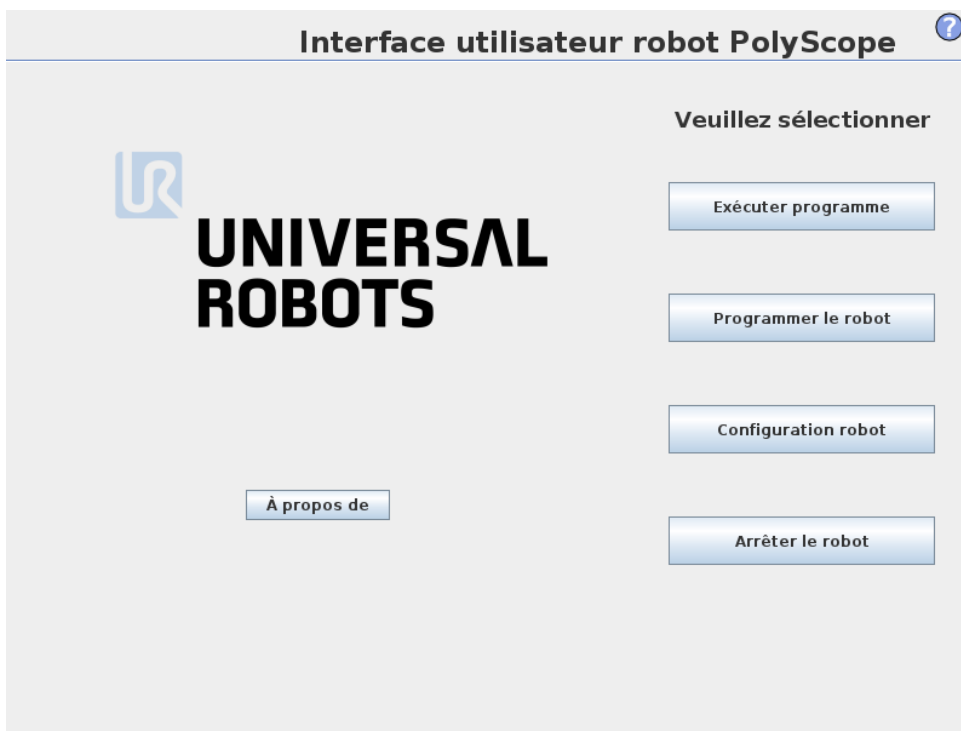 Interface utilisateur robot PolyScope
?
Veuillez sélectionner
UR
UNIVERSAL
ROBOTS
Exécuter programme
Programmer le robot
Configuration robot
À propos de
Arrêter le robot